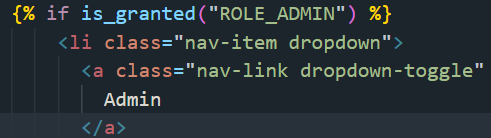 {% if is_granted("ROLE_ADMIN") %}
<li class="nav-item dropdown">
<a class="nav-link dropdown-toggle"
Admin
</a>